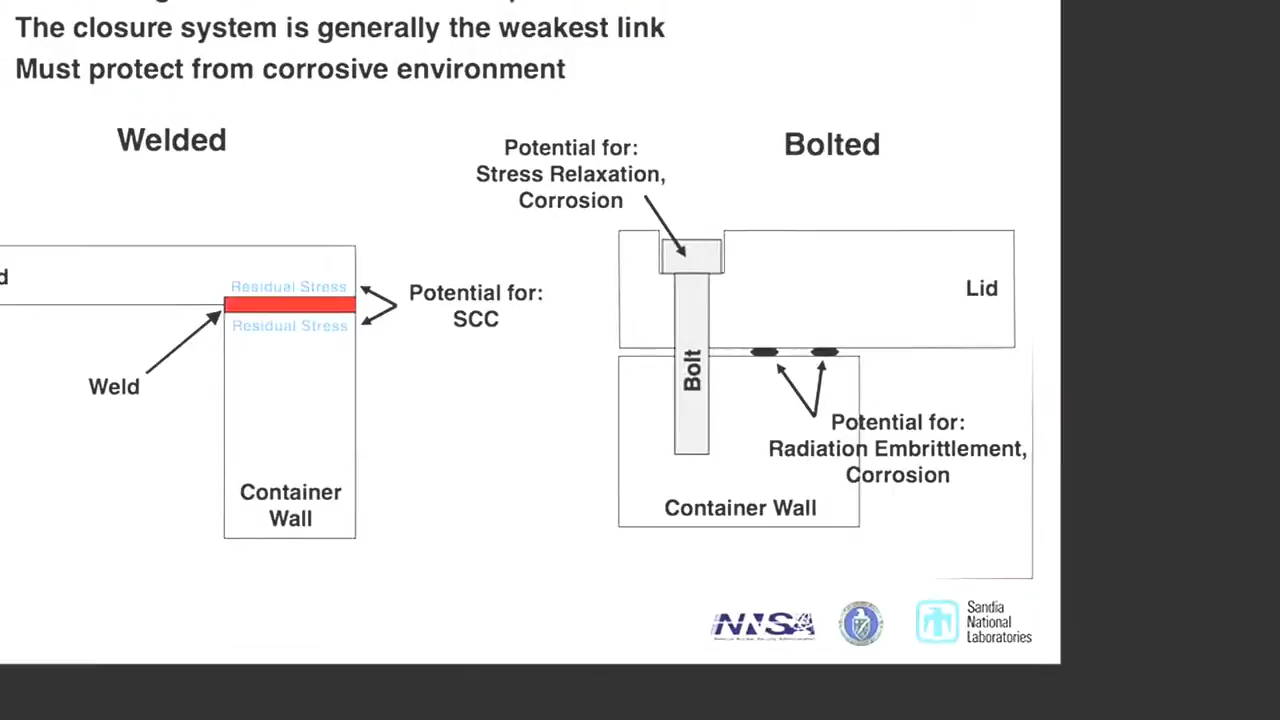 The closure system is generally the weakest link
Must protect from corrosive environment
Welded
Residual Stress
Residual Stress
Potential for:
SCC
Weld
Container
Wall
Bolted
Potential for:
Stress Relaxation,
Corrosion
Lid
Bolt
Potential for:
Radiation Embrittlement,
Corrosion
Container Wall
NNSA
Sandia
National
Laboratories